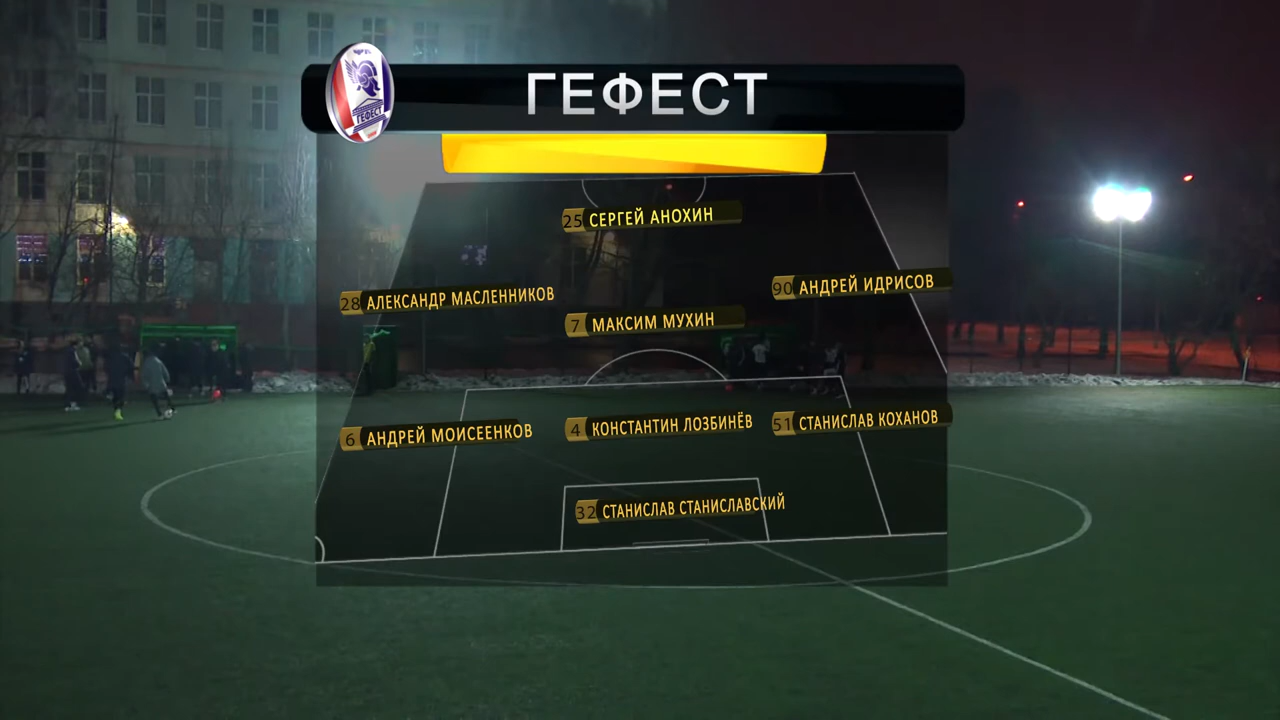 ГЕФЕСТ
ГЕФЕСТ
25 СЕРГЕЙ АНОХИН
28 АЛЕКСАНДР МАСЛЕННИКОВ
90 АНДРЕЙ ИДРИСОВ
7 МАКСИМ МУХИН
6 АНДРЕЙ МОИСЕЕНКОВ
4 КОНСТАНТИН ЛОЗБИНЁВ
51 СТАНИСЛАВ КОХАНОВ
32 СТАНИСЛАВ СТАНИСЛАВСКИЙ